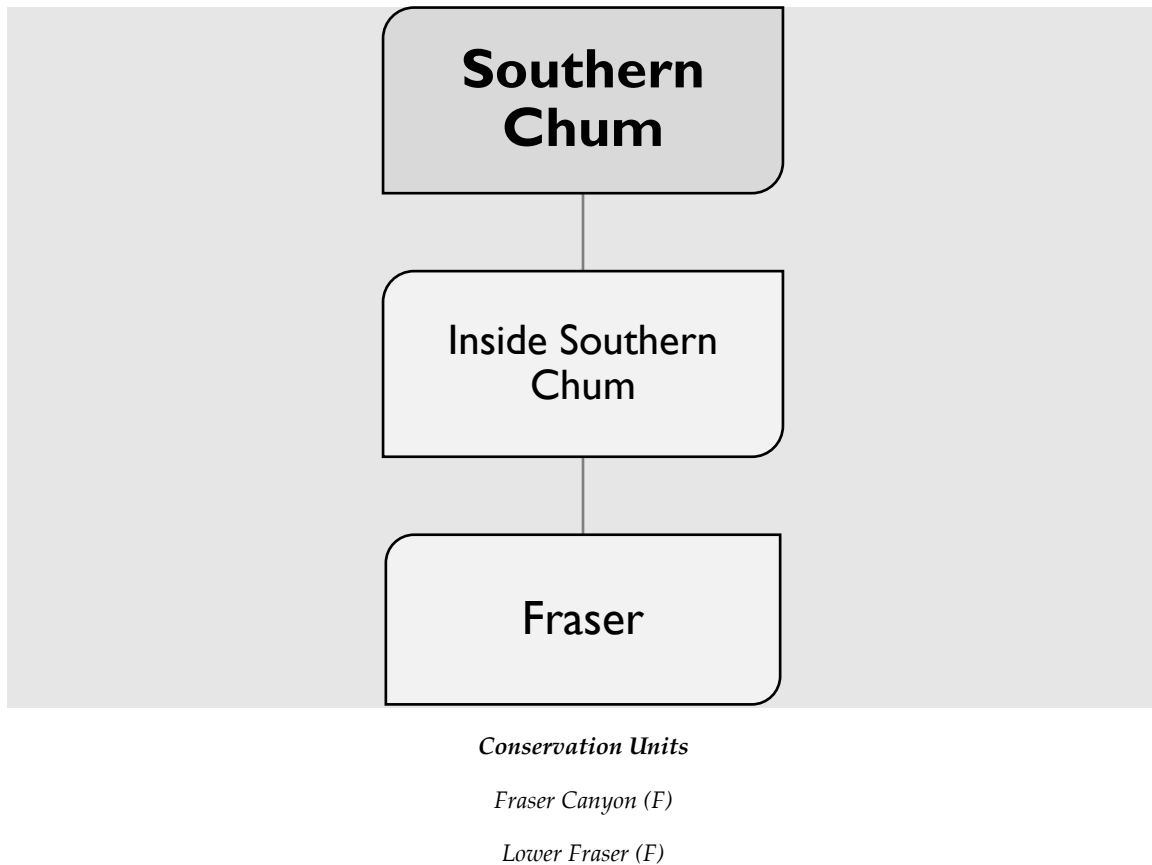 Southern
Chum
Inside Southern
Chum
Fraser
Conservation Units
Fraser Canyon (F)
Lower Fraser (F)